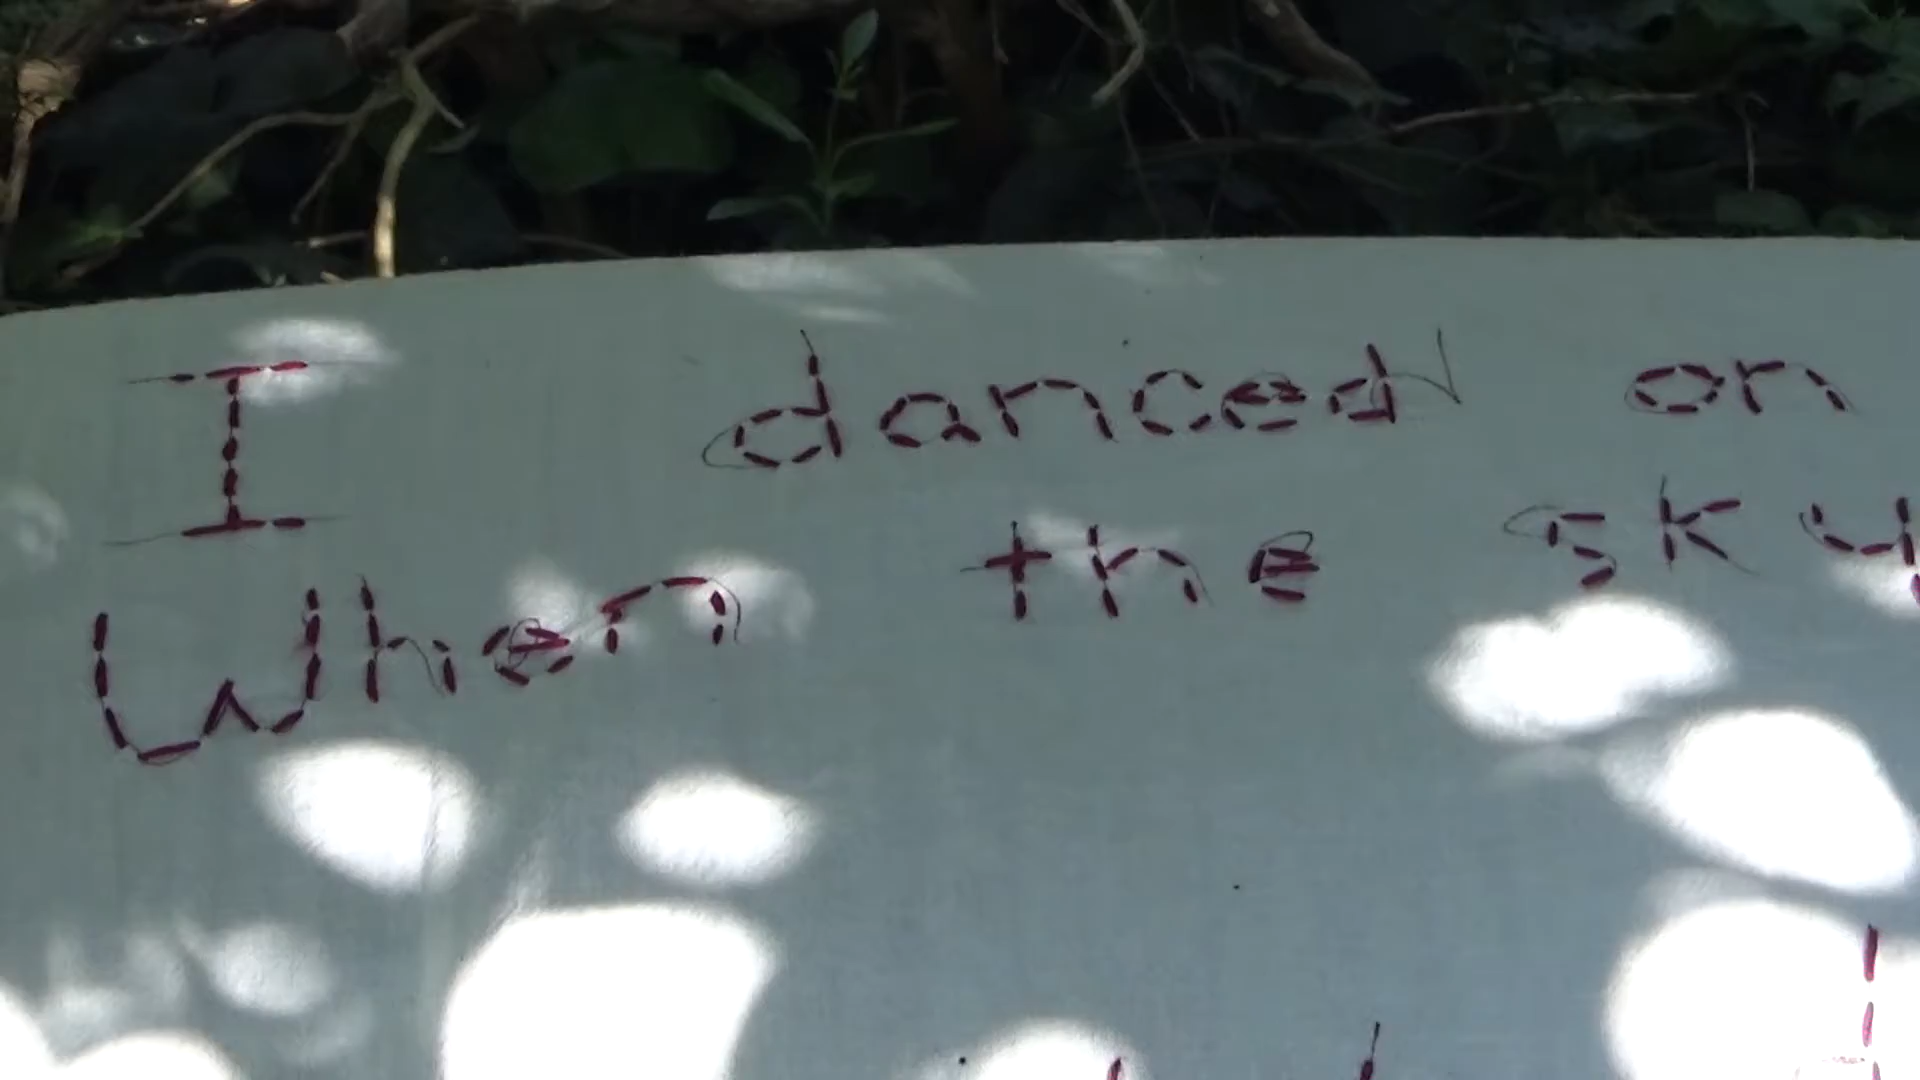 I danced on
When the sky